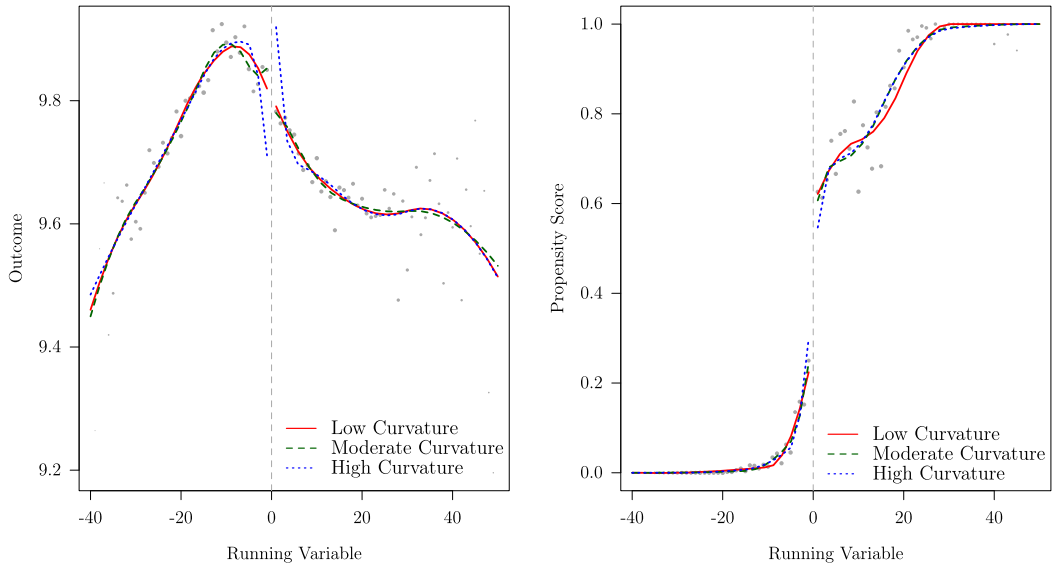 Outcome
9.8
9.6
9.4
9.2
-40
-20
0
20
40
Running Variable
Low Curvature
Moderate Curvature
High Curvature
Propensity Score
1.0
0.8
0.6
0.4
0.2
0.0
-40
-20
0
20
40
Running Variable
Low Curvature
Moderate Curvature
High Curvature